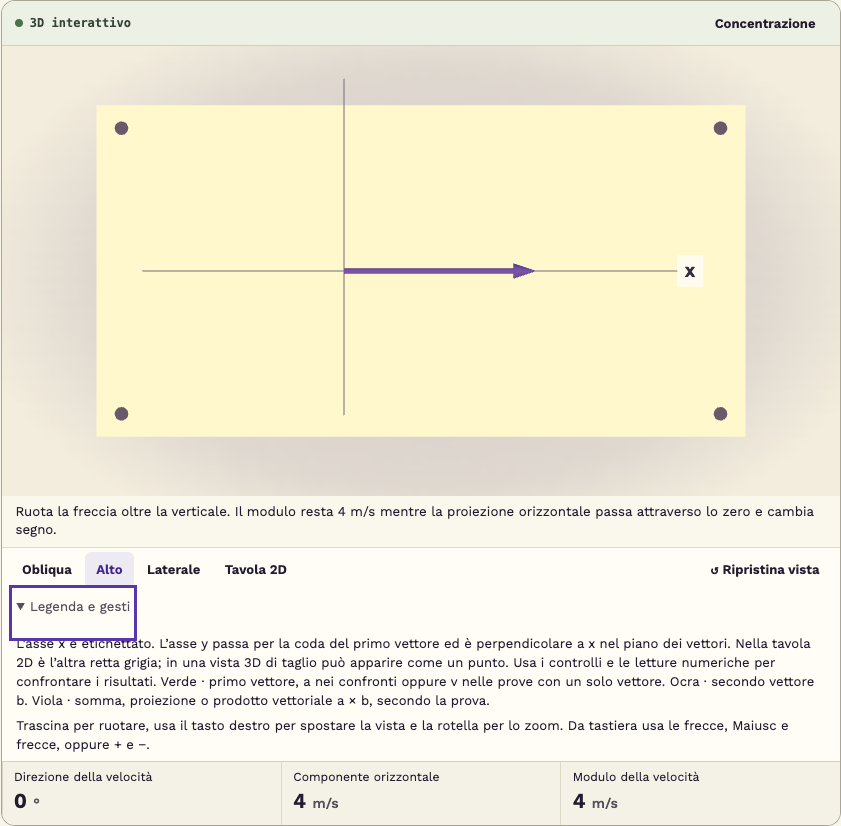 3D interattivo
Concentrazione
x
Ruota la freccia oltre la verticale. Il modulo resta 4 m/s mentre la proiezione orizzontale passa attraverso lo zero e cambia
segno.
Obliqua Alto Laterale Tavola 2D ↺ Ripristina vista
▼ Legenda e gesti
L’asse x è etichettato. L’asse y passa per la coda del primo vettore ed è perpendicolare a x nel piano dei vettori. Nella tavola
2D è l’altra retta grigia; in una vista 3D di taglio può apparire come un punto. Usa i controlli e le letture numeriche per
confrontare i risultati. Verde · primo vettore, a nei confronti oppure v nelle prove con un solo vettore. Ocra · secondo vettore
b. Viola · somma, proiezione o prodotto vettoriale a × b, secondo la prova.
Trascina per ruotare, usa il tasto destro per spostare la vista e la rotella per lo zoom. Da tastiera usa le frecce, Maiusc e
frecce, oppure + e −.
Direzione della velocità
0 °
Componente orizzontale
4 m/s
Modulo della velocità
4 m/s